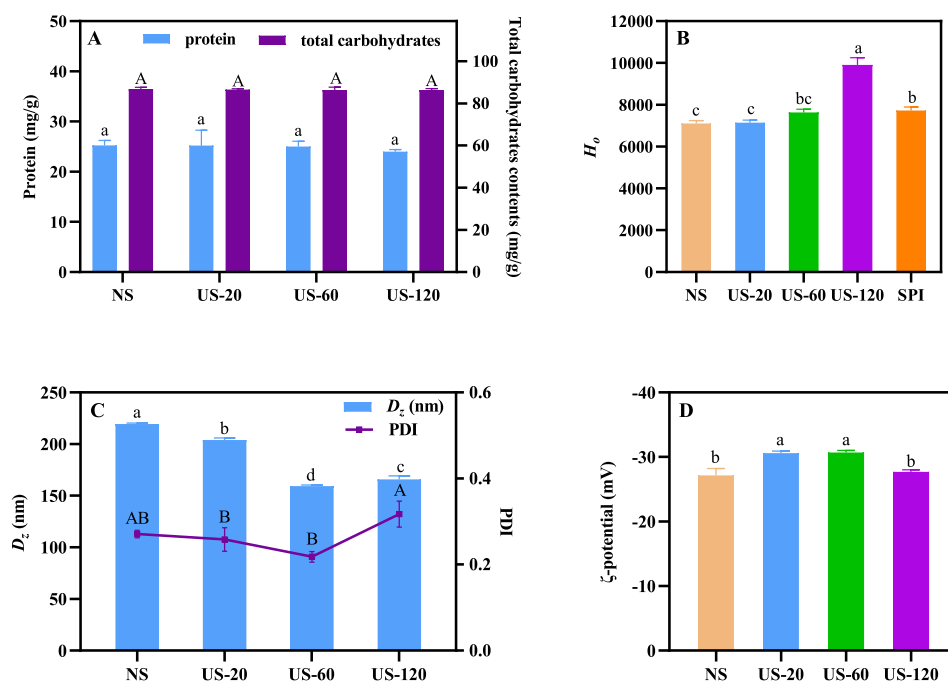 A
protein
total carbohydrates
Protein (mg/g)
50
40
30
20
10
0
a
A
a
A
a
A
a
A
NS
US-20
US-60
US-120
100
80
60
40
20
0
Total carbohydrates contents (mg/g)
B
Ho
12000
10000
8000
6000
4000
2000
0
c
c
bc
a
b
NS
US-20
US-60
US-120
SPI
C
Dz (nm)
PDI
Dz (nm)
250
200
150
100
50
0
a
b
d
c
AB
B
B
A
NS
US-20
US-60
US-120
0.6
0.4
0.2
0.0
PDI
D
ζ-potential (mV)
-40
-30
-20
-10
0
b
a
a
b
NS
US-20
US-60
US-120